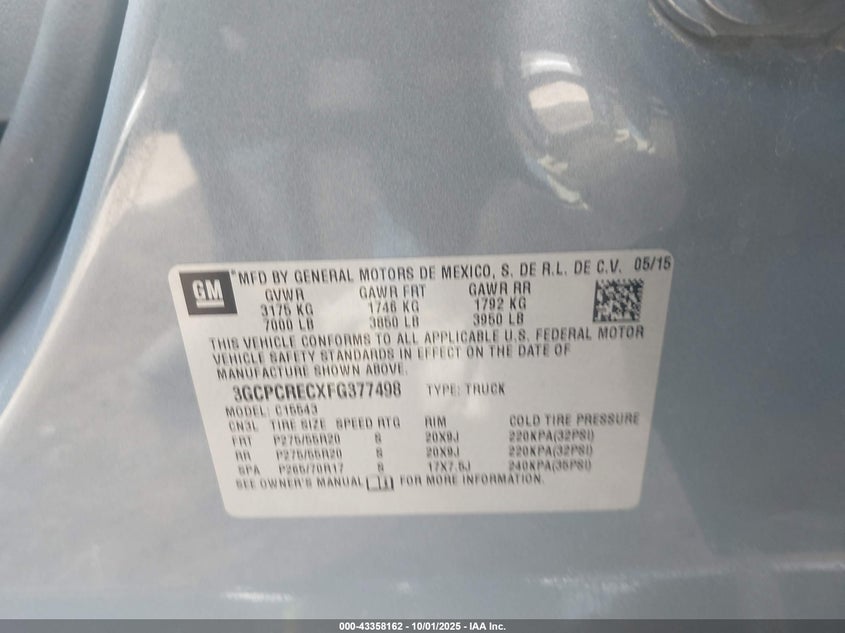 GM
*MFD BY GENERAL MOTORS DE MEXICO, S. DE R.L. DE C.V. 05/15
GVWR GAWR FRT GAWR RR
3175 KG 1746 KG 1792 KG
7000 LB 3850 LB 3950 LB
THIS VEHICLE CONFORMS TO ALL APPLICABLE U.S. FEDERAL MOTOR
VEHICLE SAFETY STANDARDS IN EFFECT ON THE DATE OF
MANUFACTURE SHOWN ABOVE.
3GCPCRECXFG377498 TYPE: TRUCK
MODEL: C15543
CN3L TIRE SIZE SPEED RTG RIM COLD TIRE PRESSURE
FRT P275/55R20 S 20X9J 220KPA(32PSI)
RR P275/55R20 S 20X9J 220KPA(32PSI)
SPA P265/70R17 S 17X7.5J 240KPA(35PSI)
SEE OWNER'S MANUAL FOR MORE INFORMATION.
000-43358162 - 10/01/2025 - IAA Inc.